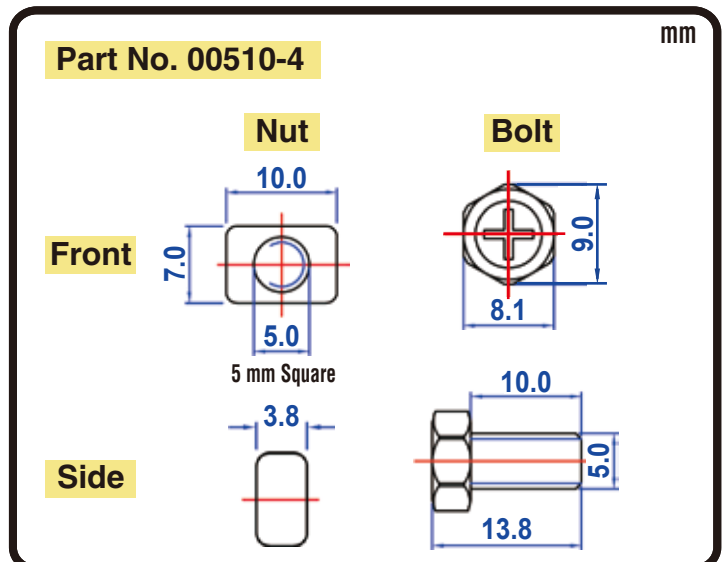 mm
Part No. 00510-4
Nut
Bolt
10.0
Front
7.0
9.0
5.0
8.1
5 mm Square
3.8
10.0
Side
5.0
13.8